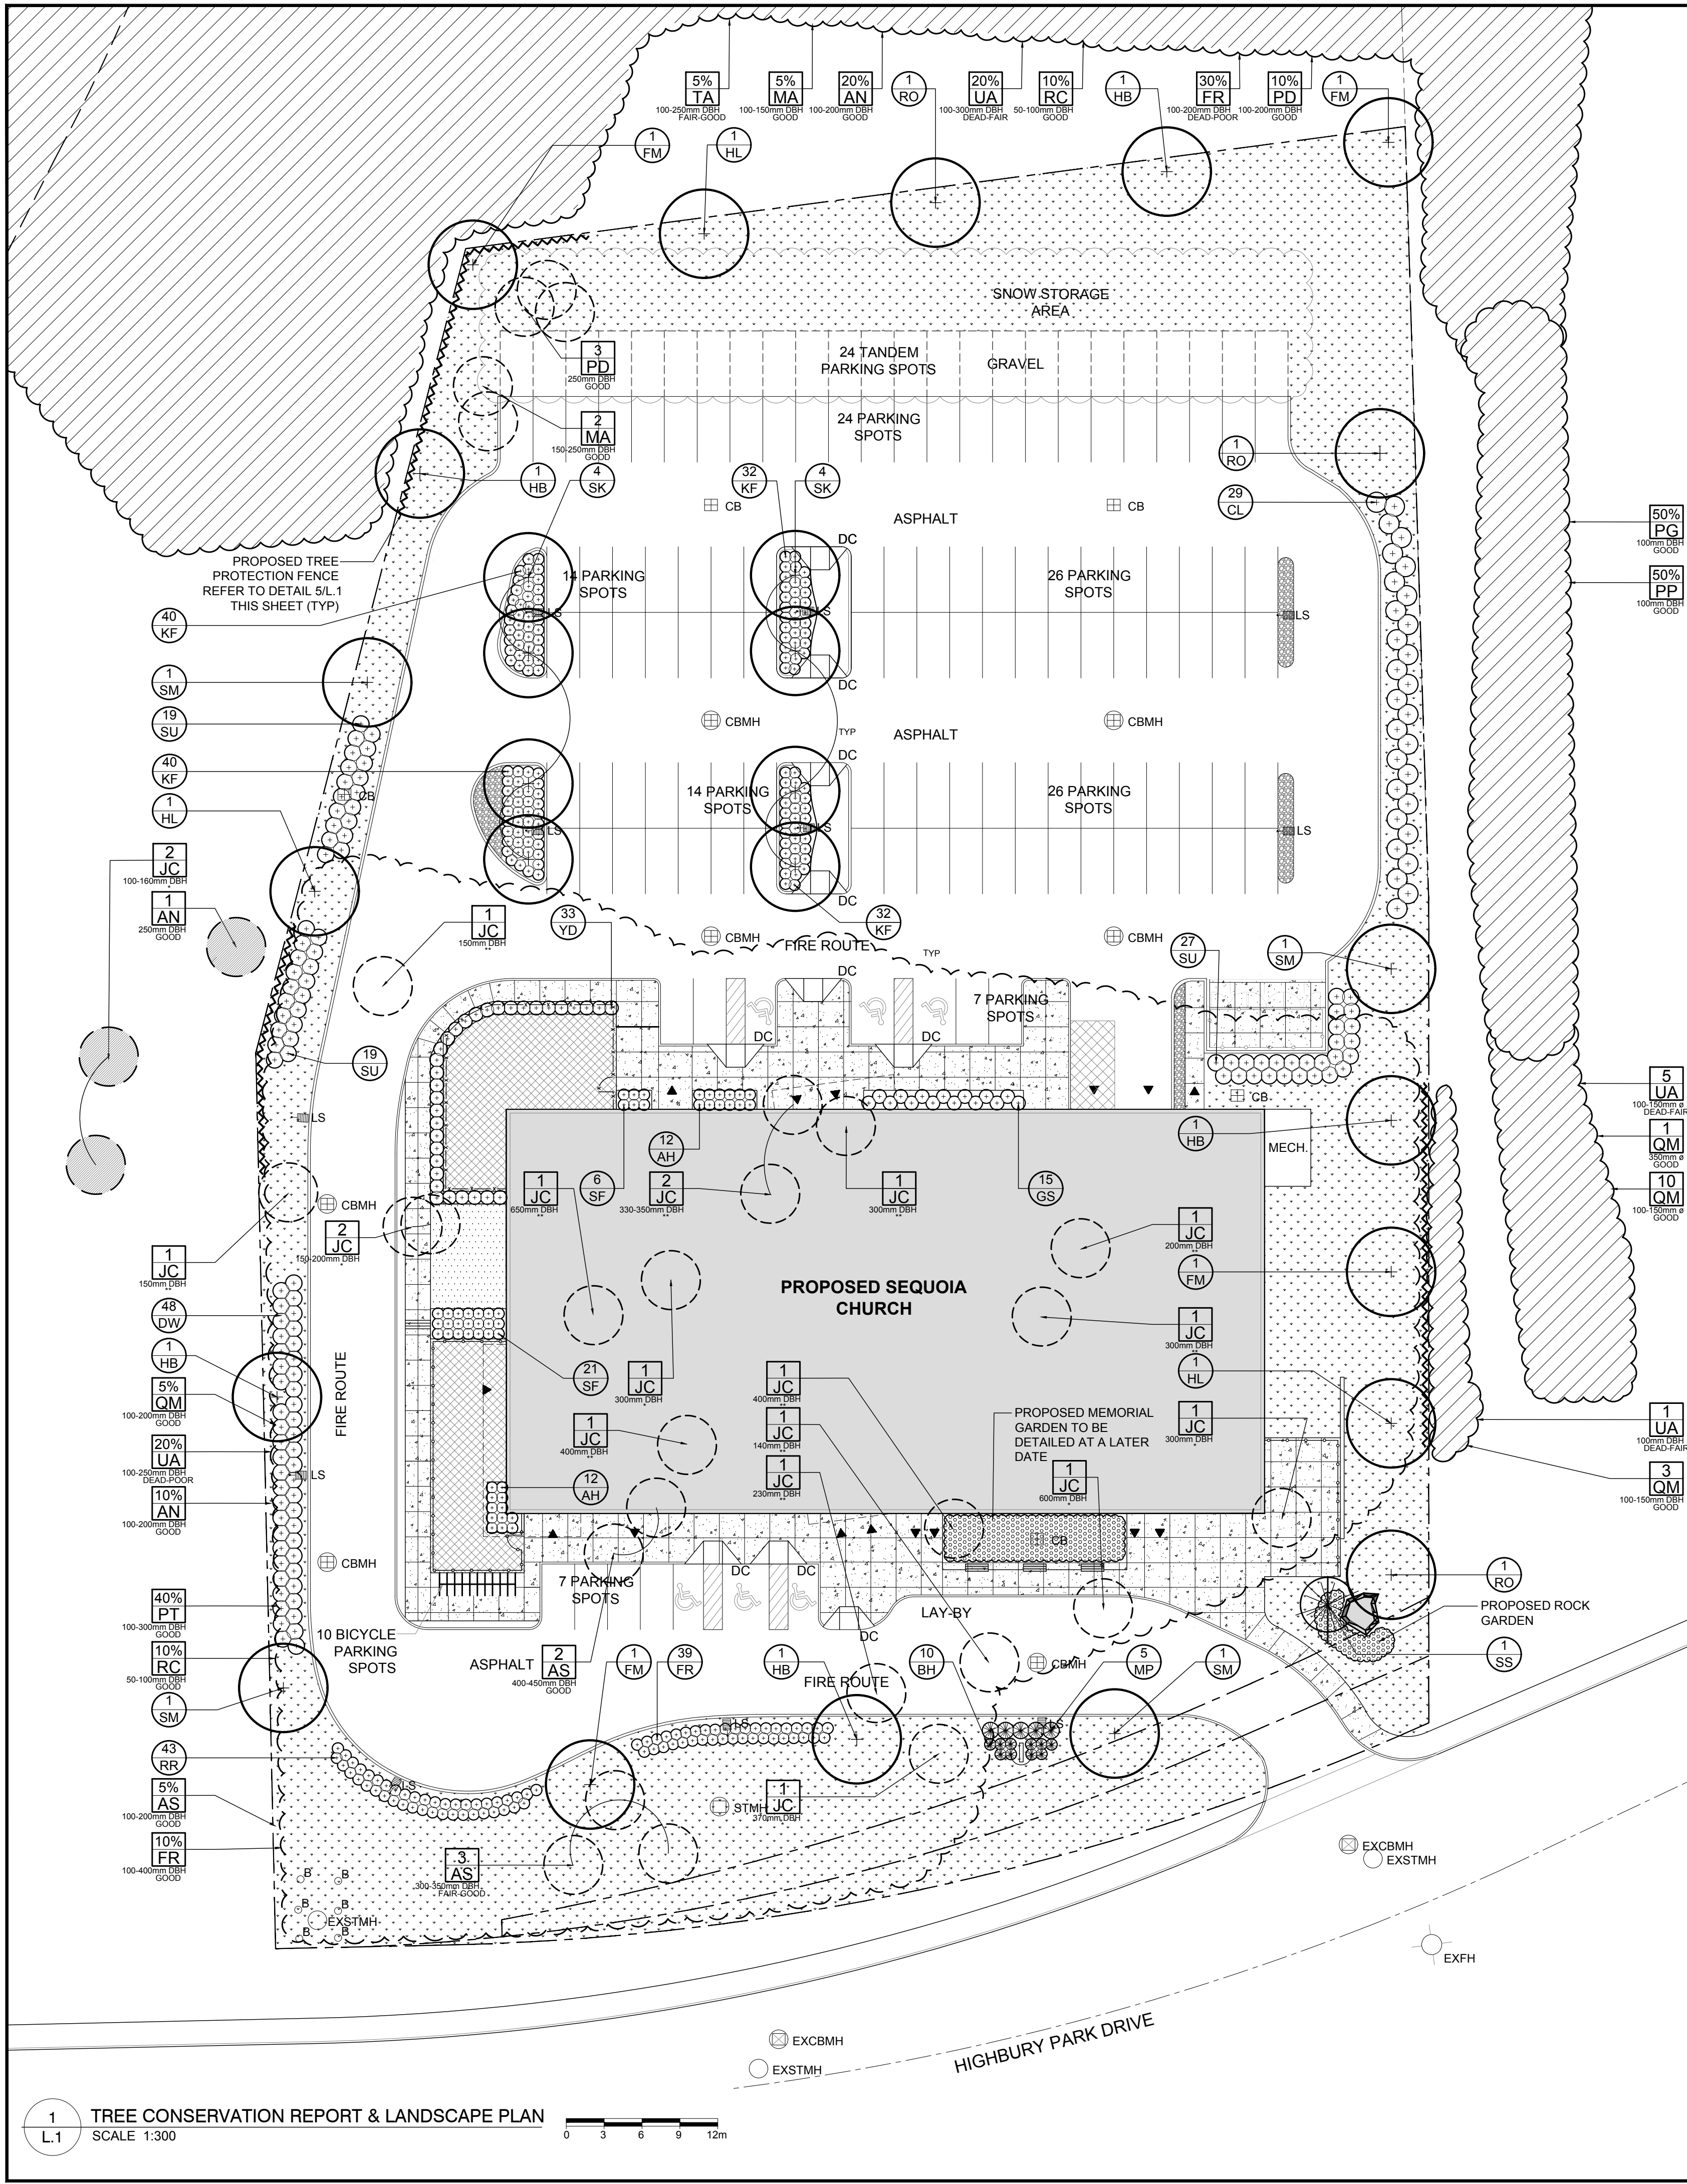 5%
TA
100-250mm DBH
FAIR-GOOD
5%
MA
100-150mm DBH
GOOD
20%
AN
100-200mm DBH
GOOD
1
RO
20%
UA
100-300mm DBH
DEAD-FAIR
10%
RC
50-100mm DBH
GOOD
1
HB
30%
FR
100-200mm DBH
DEAD-POOR
10%
PD
100-200mm DBH
GOOD
1
FM
1
FM
1
HL
SNOW STORAGE
AREA
3
PD
250mm DBH
GOOD
24 TANDEM
PARKING SPOTS
GRAVEL
2
MA
150-250mm DBH
GOOD
24 PARKING
SPOTS
1
HB
4
SK
32
KF
4
SK
1
RO
29
CL
CB
CB
ASPHALT
50%
PG
100mm DBH
GOOD
50%
PP
100mm DBH
GOOD
PROPOSED TREE
PROTECTION FENCE
REFER TO DETAIL 5/L.1
THIS SHEET (TYP)
DC
14 PARKING
SPOTS
26 PARKING
SPOTS
LS
LS
LS
40
KF
1
SM
DC
19
SU
CBMH
CBMH
TYP
ASPHALT
DC
40
KF
1
HL
CB
14 PARKING
SPOTS
26 PARKING
SPOTS
LS
LS
LS
2
JC
100-160mm DBH
*
1
AN
250mm DBH
GOOD
DC
1
JC
150mm DBH
**
33
YD
32
KF
CBMH
FIRE ROUTE
TYP
CBMH
27
SU
1
SM
DC
7 PARKING
SPOTS
DC
DC
19
SU
LS
CB
5
UA
100-150mm ø
DEAD-FAIR
1
QM
350mm ø
GOOD
10
QM
100-150mm ø
GOOD
12
AH
1
HB
MECH.
1
JC
650mm DBH
**
6
SF
2
JC
330-350mm DBH
**
1
JC
300mm DBH
**
15
GS
CBMH
2
JC
150-200mm DBH
*
1
JC
200mm DBH
**
1
JC
150mm DBH
**
1
FM
PROPOSED SEQUOIA
CHURCH
48
DW
1
JC
300mm DBH
**
1
HB
FIRE ROUTE
21
SF
1
JC
300mm DBH
*
1
JC
400mm DBH
**
1
HL
5%
QM
100-200mm DBH
GOOD
1
JC
400mm DBH
**
1
JC
140mm DBH
**
PROPOSED MEMORIAL
GARDEN TO BE
DETAILED AT A LATER
DATE
1
JC
300mm DBH
*
1
UA
100mm DBH
DEAD-FAIR
20%
UA
100-250mm DBH
DEAD-POOR
LS
12
AH
1
JC
230mm DBH
**
1
JC
600mm DBH
*
3
QM
100-150mm DBH
GOOD
10%
AN
100-200mm DBH
GOOD
CB
CBMH
DC
DC
7 PARKING
SPOTS
1
RO
40%
PT
100-300mm DBH
GOOD
LAY-BY
PROPOSED ROCK
GARDEN
10 BICYCLE
PARKING
SPOTS
DC
10%
RC
50-100mm DBH
GOOD
ASPHALT
2
AS
400-450mm DBH
GOOD
1
FM
39
FR
1
HB
FIRE ROUTE
10
BH
CBMH
5
MP
1
SM
1
SS
1
SM
LS
LS
43
RR
5%
AS
100-200mm DBH
GOOD
LS
STMH
1
JC
370mm DBH
*
10%
FR
100-400mm DBH
GOOD
3
AS
300-350mm DBH
FAIR-GOOD
EXCBMH
EXSTMH
B
B
B
B
EXSTMH
B
B
EXFH
EXCBMH
EXSTMH
HIGHBURY PARK DRIVE
1
L.1
TREE CONSERVATION REPORT & LANDSCAPE PLAN
SCALE 1:300
0 3 6 9 12m